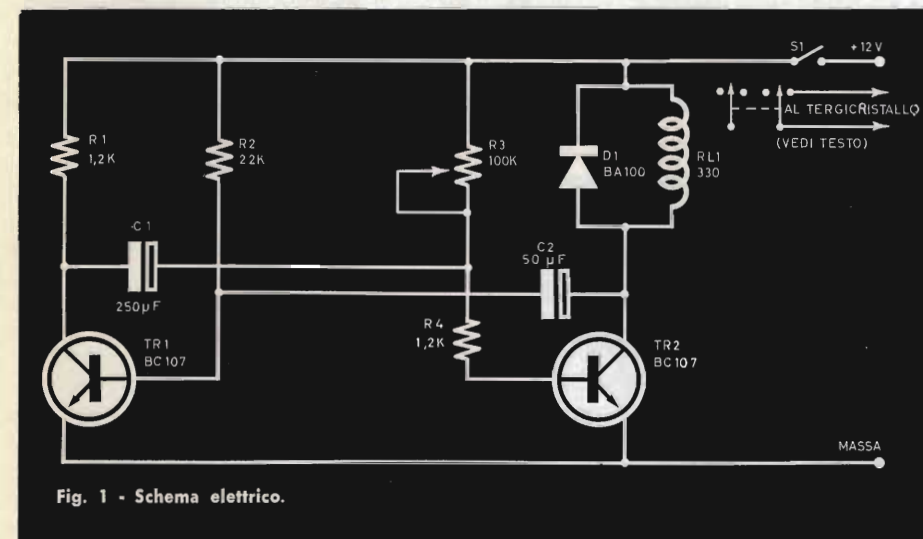 S1
+12V
AL TERGICRISTALLO
(VEDI TESTO)
R1
1,2K
R2
22K
R3
100K
D1
BA100
RL1
330
C1
250µF
C2
50 µF
R4
1,2K
TR1
BC107
TR2
BC107
MASSA
Fig. 1 - Schema elettrico.